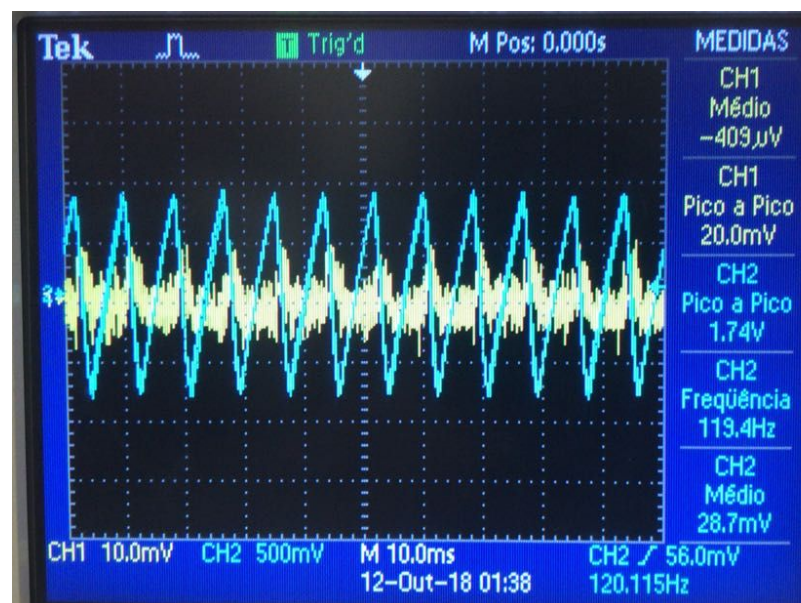 Tek T Trig'd M Pos: 0.000s MEDIDAS
CH1
Médio
-409µV
CH1
Pico a Pico
20.0mV
CH2
Pico a Pico
1.74V
CH2
Freqüência
119.4Hz
CH2
Médio
28.7mV
CH1 10.0mV CH2 500mV M 10.0ms CH2 56.0mV
12-Out-18 01:38 120.115Hz